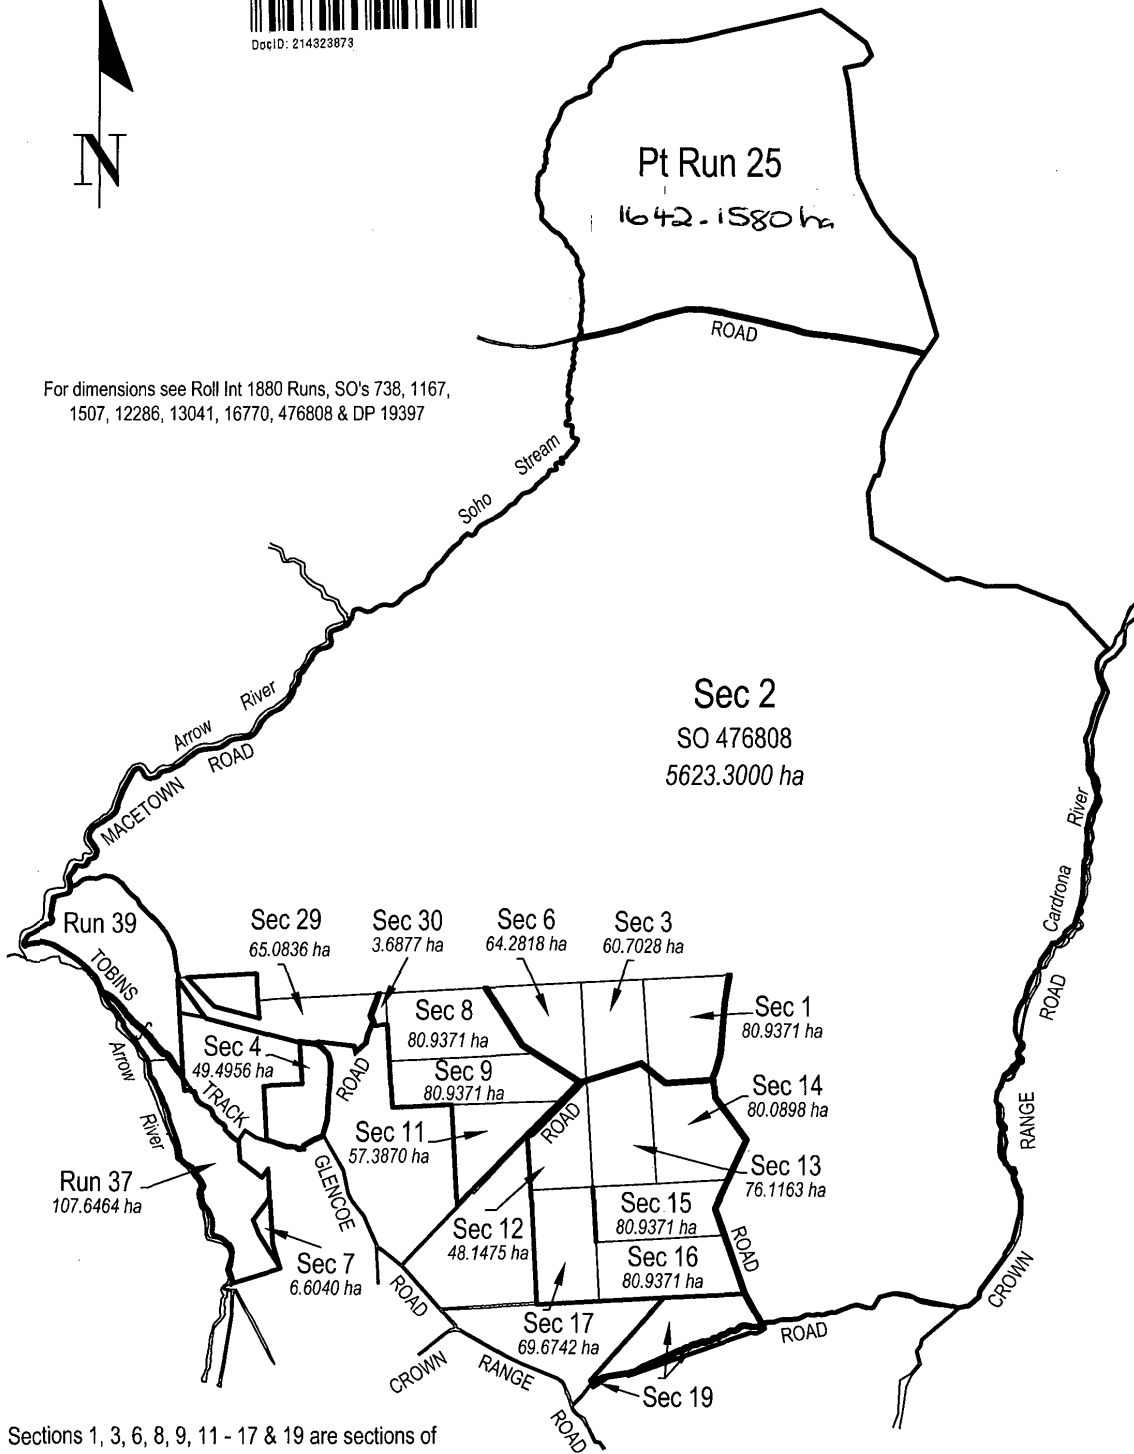 DocID: 214323873
N
Pt Run 25
1642.1580 ha
ROAD
For dimensions see Roll Int 1880 Runs, SO's 738, 1167,
1507, 12286, 13041, 16770, 476808 & DP 19397
Soho Stream
Arrow River
MACETOWN ROAD
Sec 2
SO 476808
5623.3000 ha
Cardrona River
Run 39
TOBINS TRACK
Sec 29
65.0836 ha
Sec 30
3.6877 ha
Sec 6
64.2818 ha
Sec 3
60.7028 ha
Sec 8
80.9371 ha
Sec 1
80.9371 ha
Sec 4
49.4956 ha
Sec 9
80.9371 ha
Sec 14
80.0898 ha
Arrow River
ROAD
ROAD
Sec 11
57.3870 ha
Sec 13
76.1163 ha
Run 37
107.6464 ha
GLENCOE ROAD
Sec 12
48.1475 ha
Sec 15
80.9371 ha
Sec 7
6.6040 ha
Sec 16
80.9371 ha
ROAD
Sec 17
69.6742 ha
ROAD
CROWN RANGE ROAD
CROWN RANGE ROAD
Sec 19
Sections 1, 3, 6, 8, 9, 11 - 17 & 19 are sections of